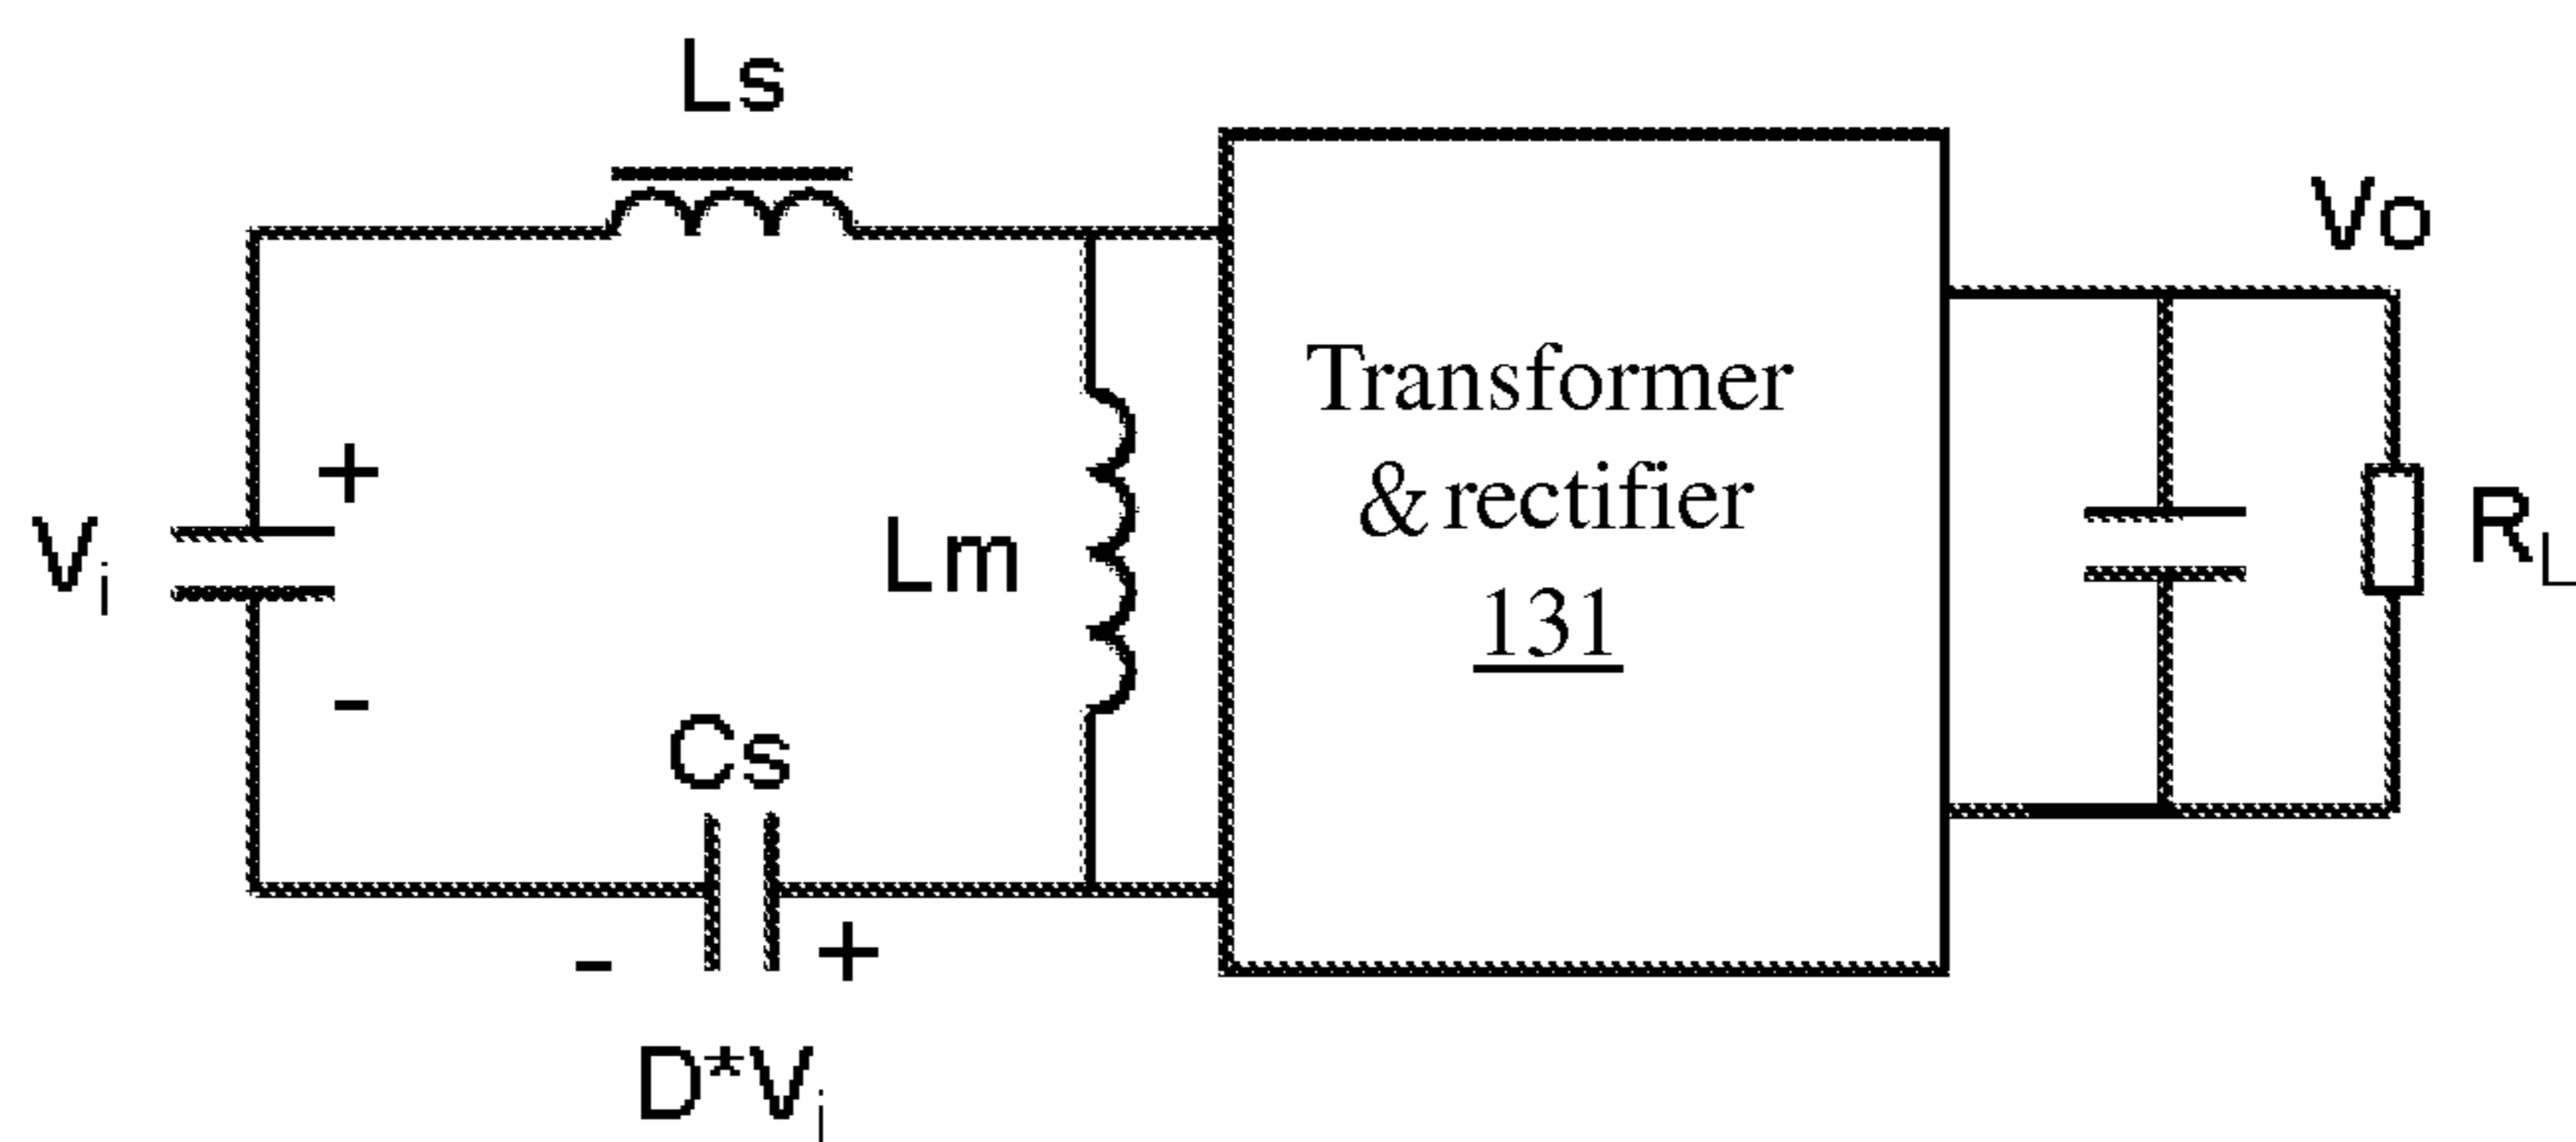 Ls
Vo
+
Vi
-
Lm
Transformer
& rectifier
131
RL
Cs
-
+
D*Vi